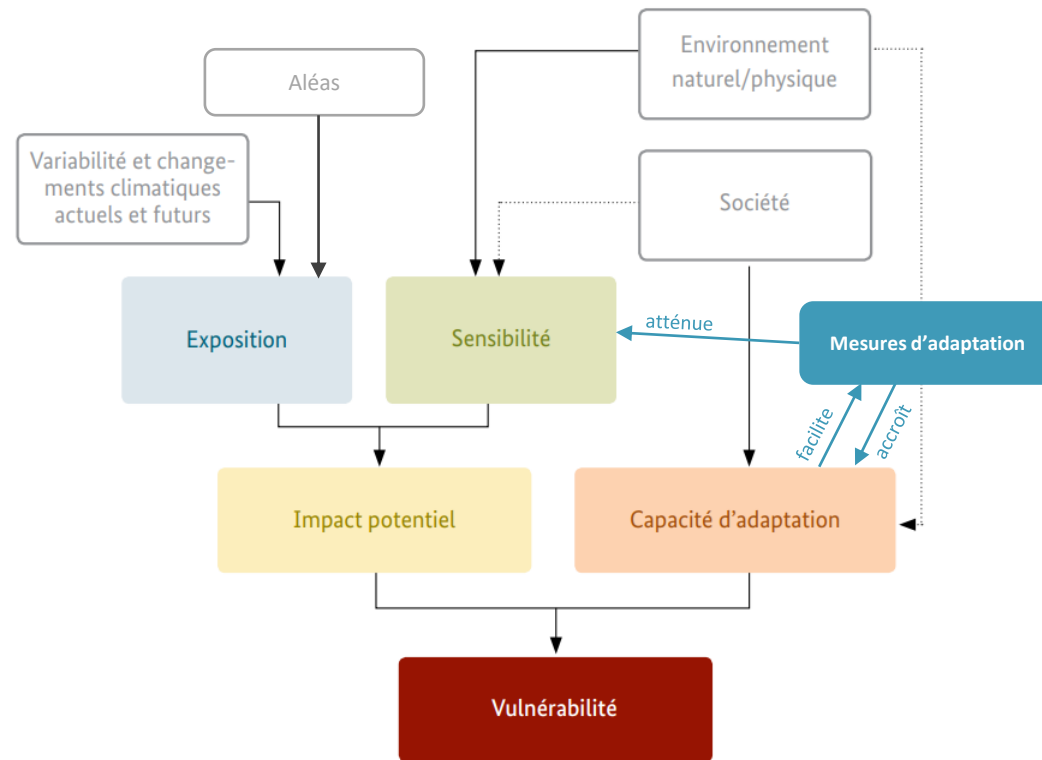 Environnement
naturel/physique
Aléas
Variabilité et change-
ments climatiques
actuels et futurs
Société
Exposition
Sensibilité
atténue
Mesures d'adaptation
facilite
accroît
Impact potentiel
Capacité d'adaptation
Vulnérabilité